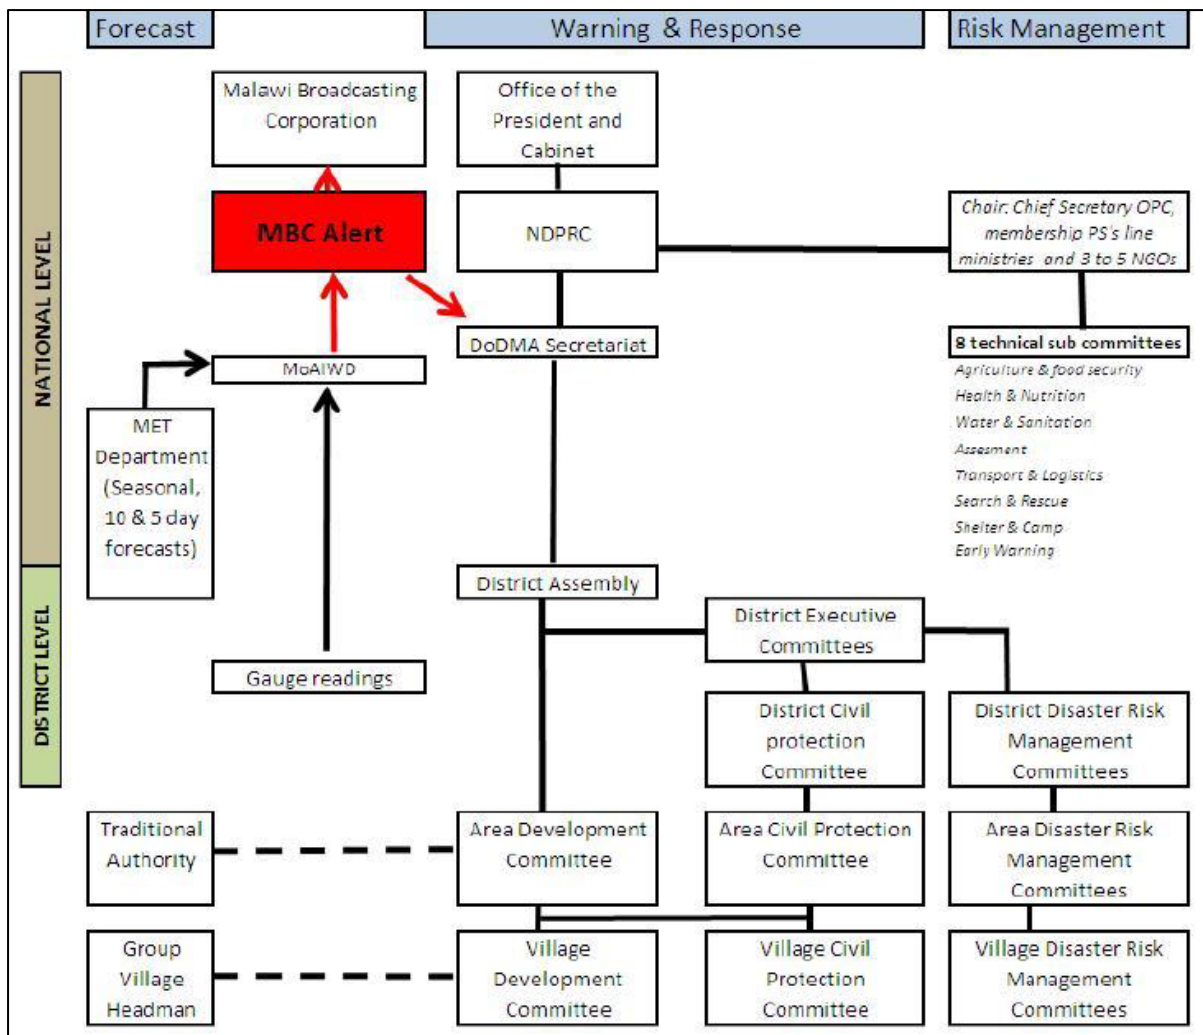 Forecast
Warning & Response
Risk Management
NATIONAL LEVEL
DISTRICT LEVEL
Malawi Broadcasting
Corporation
Office of the
President and
Cabinet
MBC Alert
NDPRC
Chair: Chief Secretary OPC,
membership PS's line
ministries and 3 to 5 NGOs
DoDMA Secretariat
8 technical sub committees
Agriculture & food security
Health & Nutrition
Water & Sanitation
Assesment
Transport & Logistics
Search & Rescue
Shelter & Camp
Early Warning
MoAIWD
MET
Department
(Seasonal,
10 & 5 day
forecasts)
District Assembly
District Executive
Committees
Gauge readings
District Civil
protection
Committee
District Disaster Risk
Management
Committees
Traditional
Authority
Area Development
Committee
Area Civil Protection
Committee
Area Disaster Risk
Management
Committees
Group
Village
Headman
Village
Development
Committee
Village Civil
Protection
Committee
Village Disaster Risk
Management
Committees